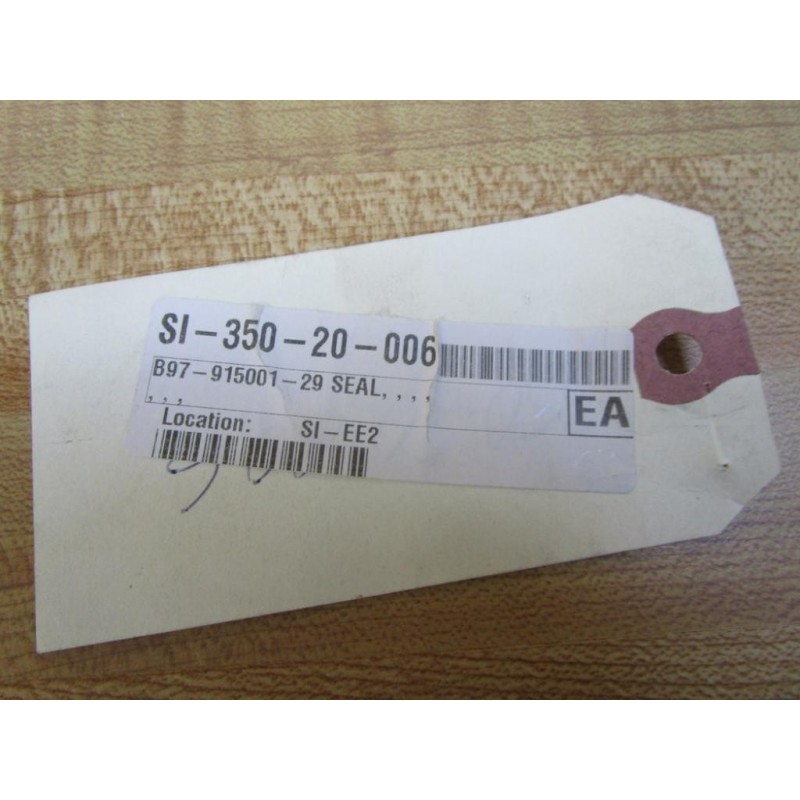 SI-350-20-006
B97-915001-29 SEAL, , , ,
, , ,
EA
Location: SI-EE2